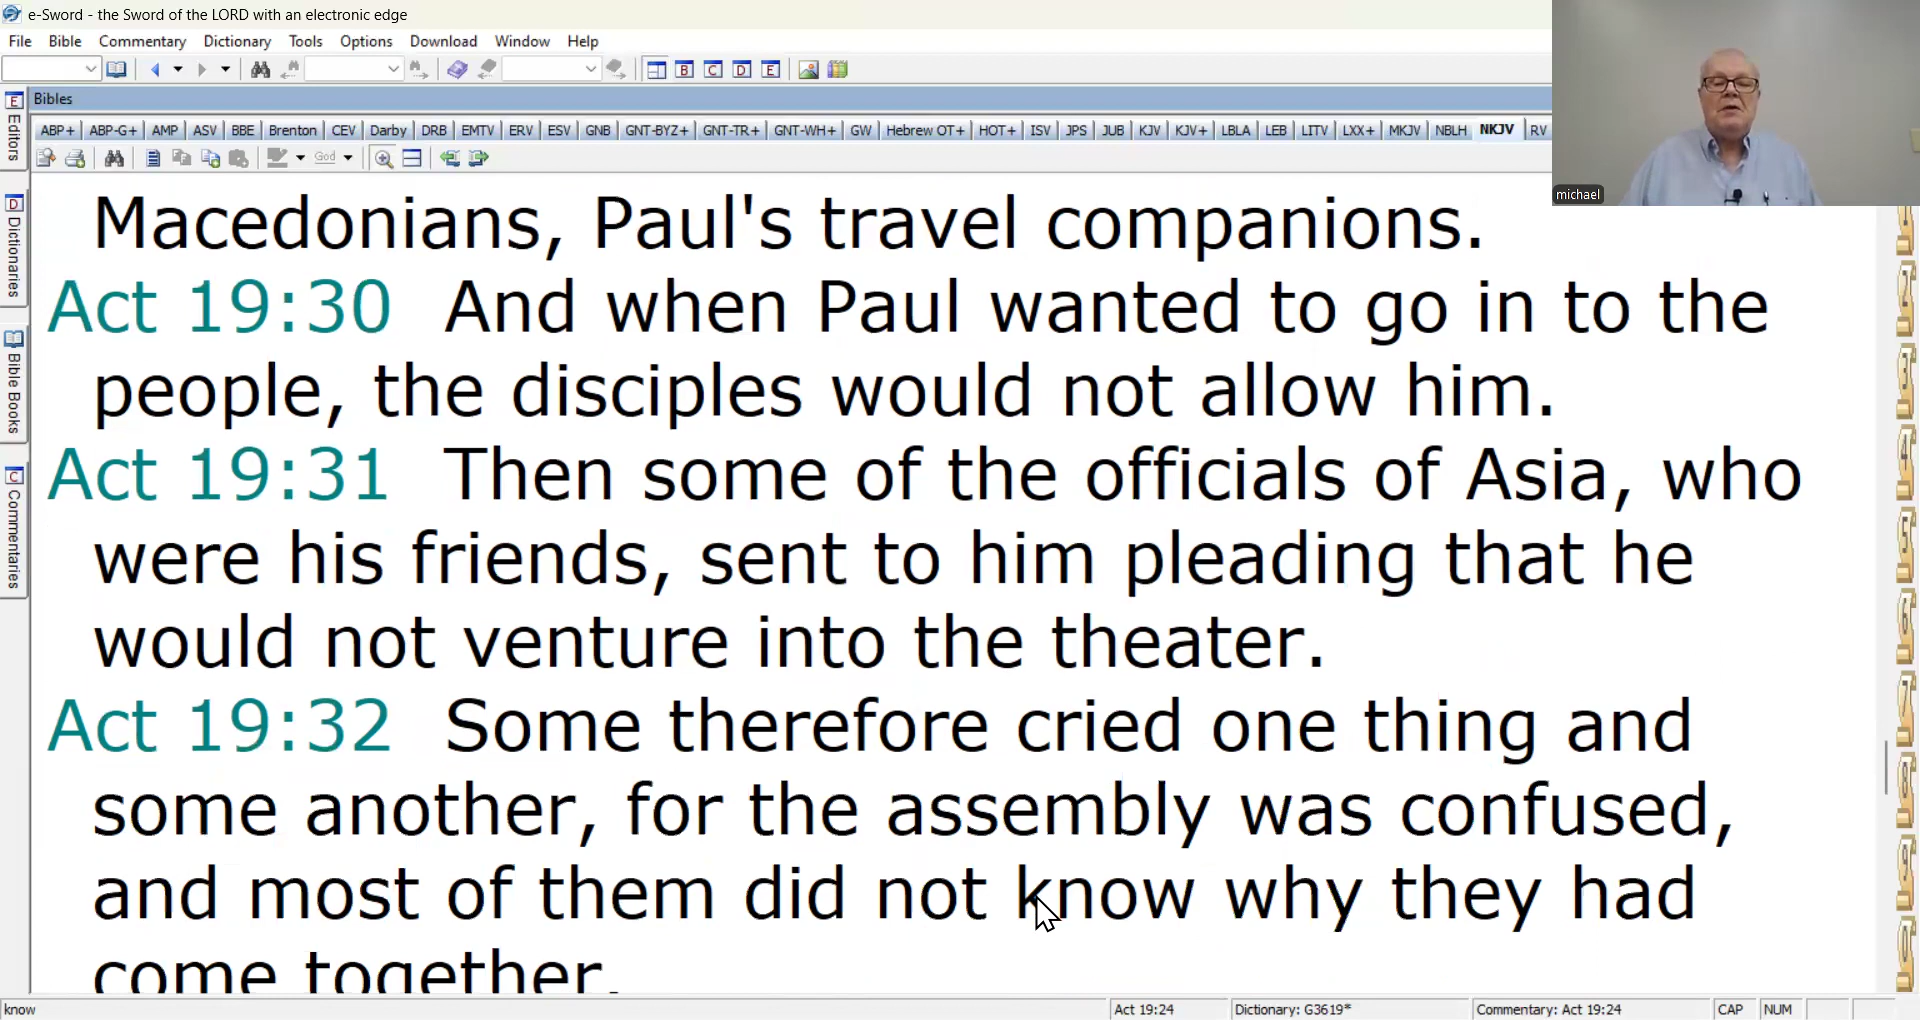 e-Sword - the Sword of the LORD with an electronic edge
File Bible Commentary Dictionary Tools Options Download Window Help
B C D E
Bibles
ABP+ ABP-G+ AMP ASV BBE Brenton CEV Darby DRB EMTV ERV ESV GNB GNT-BYZ+ GNT-TR+ GNT-WH+ GW Hebrew OT+ HOT+ ISV JPS JUB KJV KJV+ LBLA LEB LITV LXX+ MKJV NBLH NKJV RV
God
michael
E Editors
D Dictionaries
Bible Books
C Commentaries
Macedonians, Paul's travel companions.
Act 19:30 And when Paul wanted to go in to the
people, the disciples would not allow him.
Act 19:31 Then some of the officials of Asia, who
were his friends, sent to him pleading that he
would not venture into the theater.
Act 19:32 Some therefore cried one thing and
some another, for the assembly was confused,
and most of them did not know why they had
come together.
know Act 19:24 Dictionary: G3619* Commentary: Act 19:24 CAP NUM